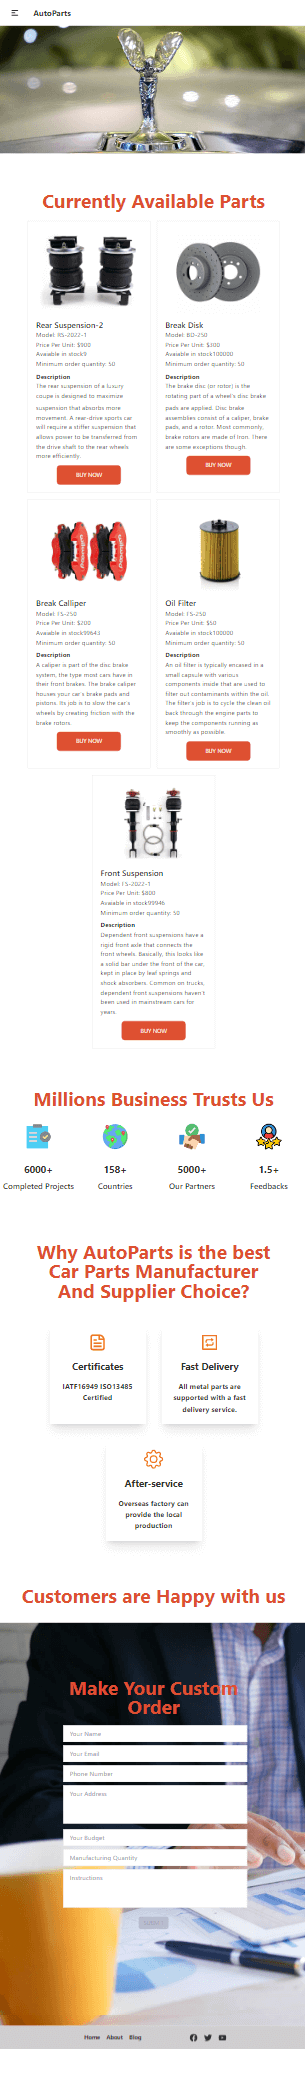 AutoParts
Currently Available Parts
Rear Suspension-2
Model: RS-2022-1
Price Per Unit: $900
Avaiable in stock9
Minimum order quantity: 50
Description
The rear suspension of a luxury
coupe is designed to maximize
suspension that absorbs more
movement. A rear-drive sports car
will require a stiffer suspension that
allows power to be transferred from
the drive shaft to the rear wheels
more efficiently.
BUY NOW
Break Disk
Model: BD-250
Price Per Unit: $300
Avaiable in stock100000
Minimum order quantity: 50
Description
The brake disc (or rotor) is the
rotating part of a wheel's disc brake
pads are applied. Disc brake
assemblies consist of a caliper, brake
pads, and a rotor. Most commonly,
brake rotors are made of iron. There
are some exceptions though.
BUY NOW
Break Calliper
Model: FS-250
Price Per Unit: $200
Avaiable in stock99643
Minimum order quantity: 50
Description
A caliper is part of the disc brake
system, the type most cars have in
their front brakes. The brake caliper
houses your car's brake pads and
pistons. Its job is to slow the car's
wheels by creating friction with the
brake rotors.
BUY NOW
Oil Filter
Model: FS-250
Price Per Unit: $50
Avaiable in stock100000
Minimum order quantity: 50
Description
An oil filter is typically encased in a
small capsule with various
components inside that are used to
filter out contaminants within the oil.
The filter's job is to cycle the clean oil
back through the engine parts to
keep the components running as
smoothly as possible.
BUY NOW
Front Suspension
Model: FS-2022-1
Price Per Unit: $800
Avaiable in stock99946
Minimum order quantity: 50
Description
Dependent front suspensions have a
rigid front axle that connects the
front wheels. Basically, this looks like
a solid bar under the front of the car,
kept in place by leaf springs and
shock absorbers. Common on trucks,
dependent front suspensions haven't
been used in mainstream cars for
years.
BUY NOW
Millions Business Trusts Us
6000+
Completed Projects
158+
Countries
5000+
Our Partners
1.5+
Feedbacks
Why AutoParts is the best
Car Parts Manufacturer
And Supplier Choice?
Certificates
IATF16949 ISO13485
Certified
Fast Delivery
All metal parts are
supported with a fast
delivery service.
After-service
Overseas factory can
provide the local
production
Customers are Happy with us
Make Your Custom
Order
Your Name
Your Email
Phone Number
Your Address
Your Budget
Manufacturing Quantity
Instructions
SUBMIT
Home About Blog